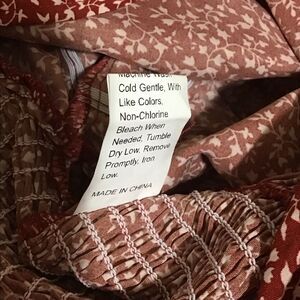 Machine Wash
Cold Gentle, With
Like Colors,
Non-Chlorine
Bleach When
Needed, Tumble
Dry Low. Remove
Promptly, Iron
Low.
MADE IN CHINA